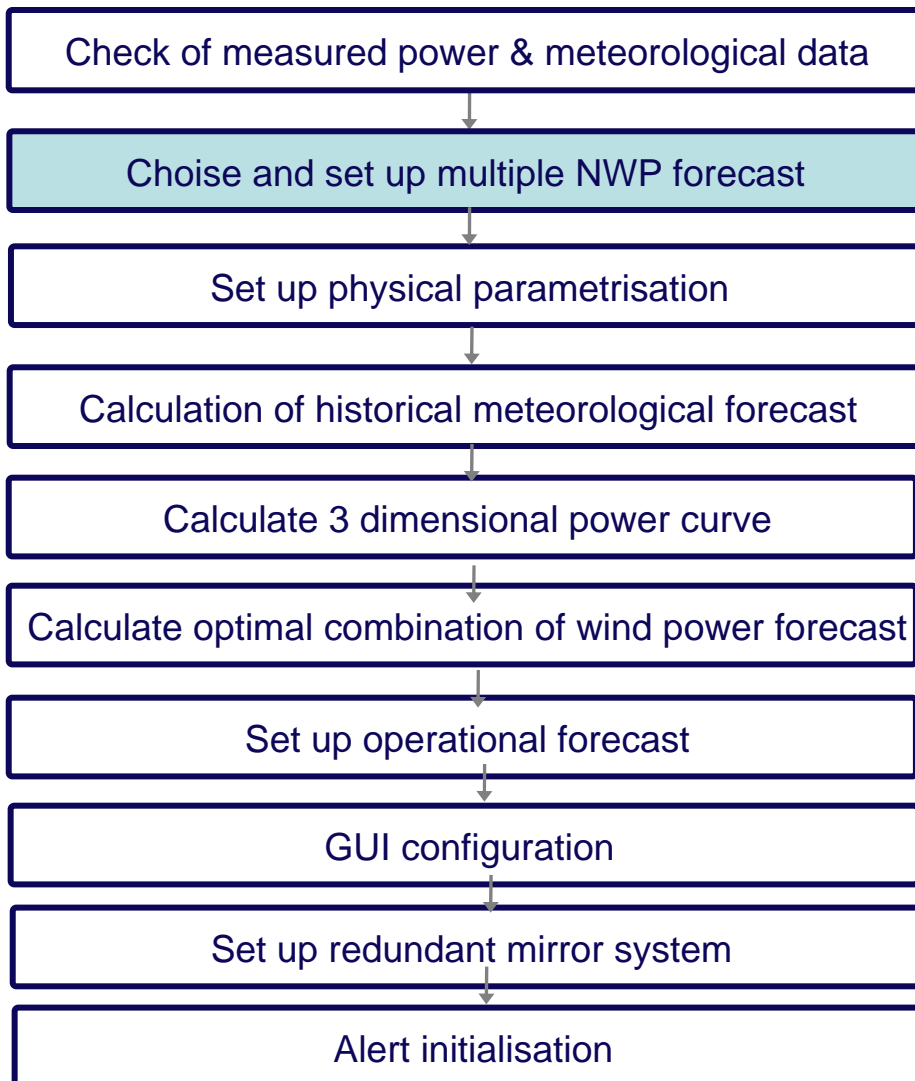 Check of measured power & meteorological data
Choise and set up multiple NWP forecast
Set up physical parametrisation
Calculation of historical meteorological forecast
Calculate 3 dimensional power curve
Calculate optimal combination of wind power forecast
Set up operational forecast
GUI configuration
Set up redundant mirror system
Alert initialisation